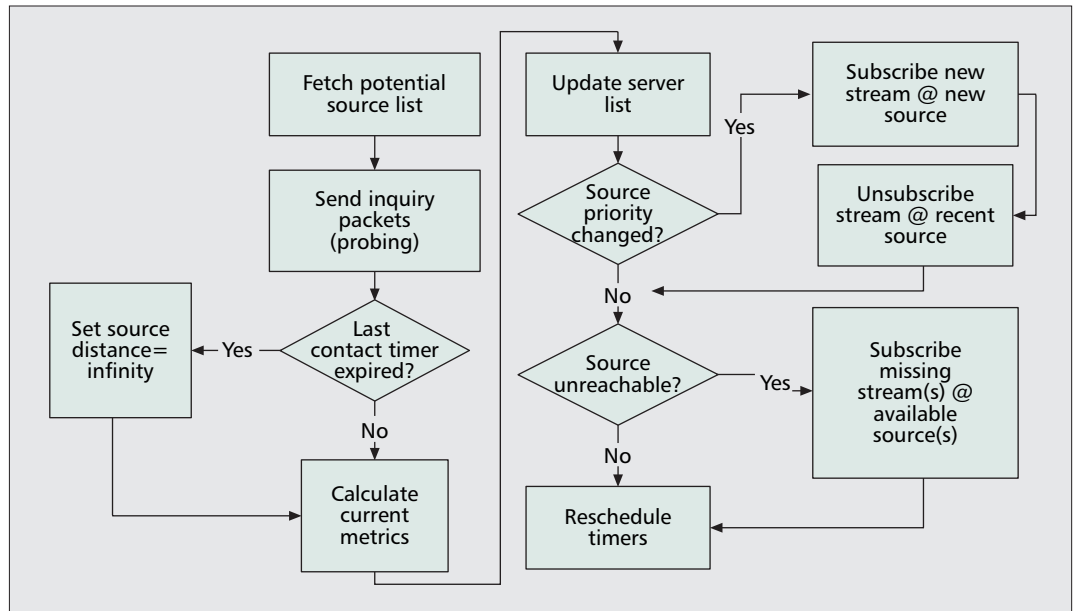 Fetch potential
source list
Send inquiry
packets
(probing)
Last
contact timer
expired?
Yes
Set source
distance=
infinity
No
Calculate
current
metrics
Update server
list
Source
priority
changed?
Yes
Subscribe new
stream @ new
source
Unsubscribe
stream @ recent
source
No
Source
unreachable?
Yes
Subscribe
missing
stream(s) @
available
source(s)
No
Reschedule
timers